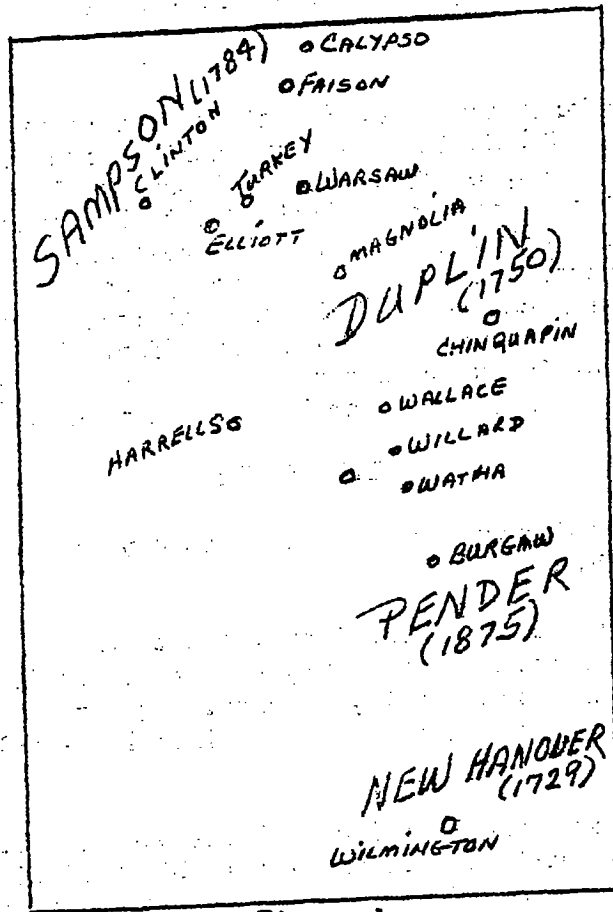 CALYPSO
FAISON
SAMPSON (1784)
CLINTON
TURKEY
WARSAW
ELLIOTT
MAGNOLIA
DUPLIN
(1750)
CHINQUAPIN
WALLACE
HARRELLS
WILLARD
WATHA
BURGAW
PENDER
(1875)
NEW HANOVER
(1729)
WILMINGTON